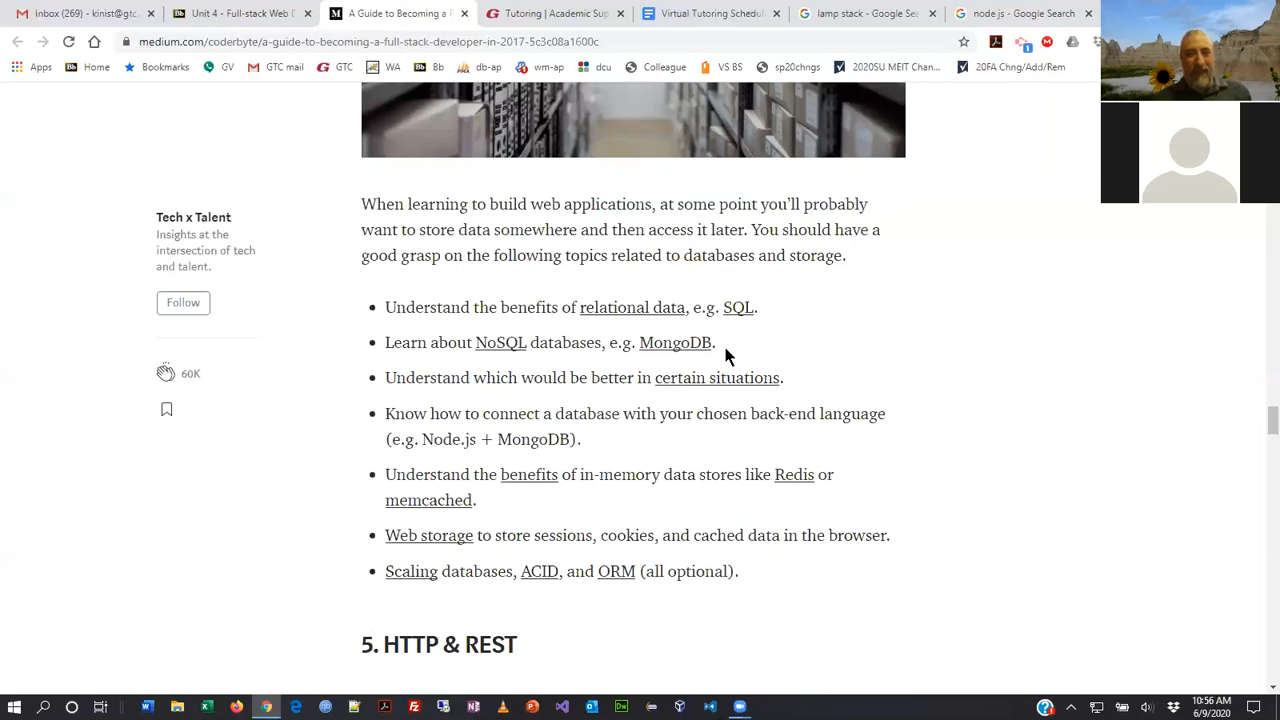 Inbox (269) - ekinst@gtc.
Unit 4 - Full-stack Web D
A Guide to Becoming a F
Tutoring | Academic Sup
Virtual Tutoring Schedu
lamp stack - Google Sea
node js - Google Search
medium.com/coderbyte/a-guide-to-becoming-a-full-stack-developer-in-2017-5c3c08a1600c
Apps
Home
Bookmarks
GV
GTC mail
GTC
WA
Bb
db-ap
wm-ap
dcu
Colleague
VS BS
sp20chngs
2020SU MEIT Chan...
20FA Chng/Add/Rem
When learning to build web applications, at some point you'll probably
want to store data somewhere and then access it later. You should have a
good grasp on the following topics related to databases and storage.
Tech x Talent
Insights at the
intersection of tech
and talent.
Follow
60K
• Understand the benefits of relational data, e.g. SQL.
• Learn about NoSQL databases, e.g. MongoDB.
• Understand which would be better in certain situations.
• Know how to connect a database with your chosen back-end language
(e.g. Node.js + MongoDB).
• Understand the benefits of in-memory data stores like Redis or
memcached.
• Web storage to store sessions, cookies, and cached data in the browser.
• Scaling databases, ACID, and ORM (all optional).
5. HTTP & REST
10:56 AM
6/9/2020